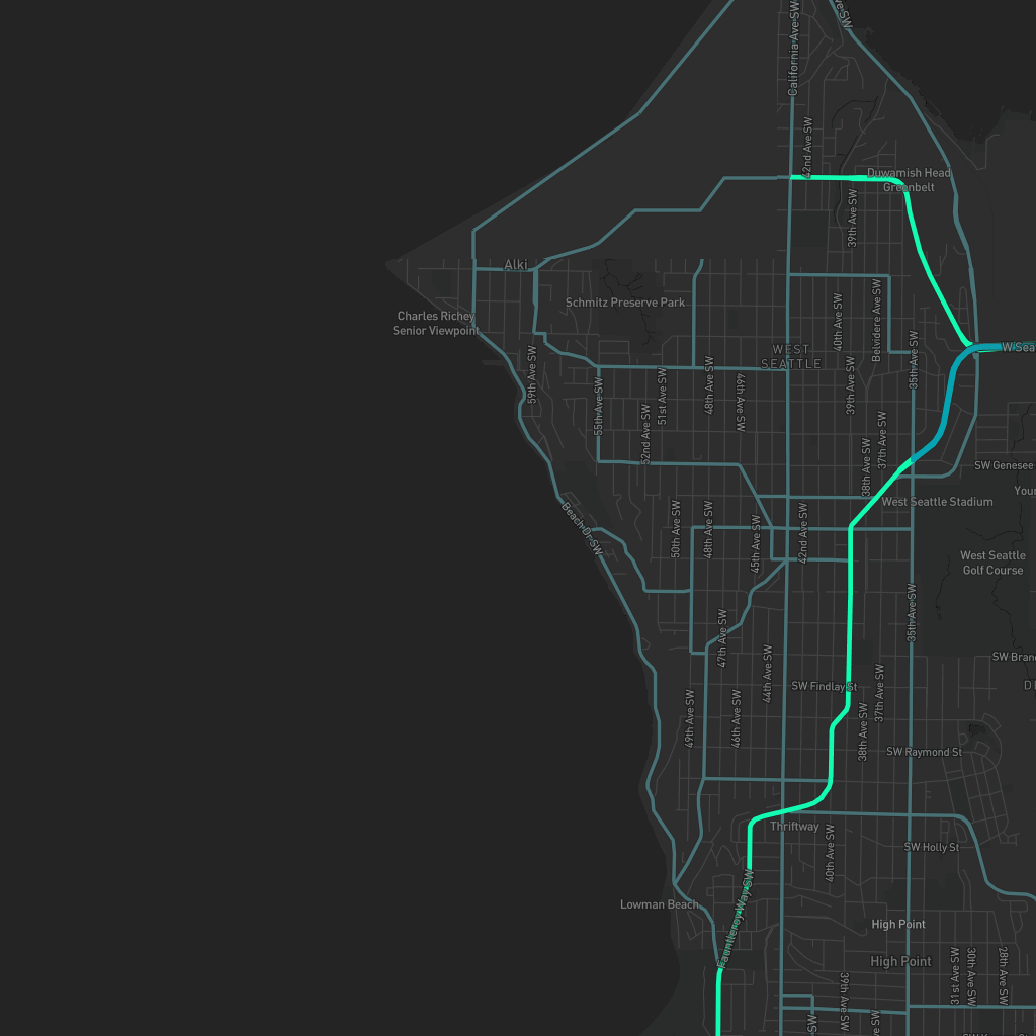 California Ave SW
42nd Ave SW
Duwamish Head
Greenbelt
39th Ave SW
Alki
Schmitz Preserve Park
Charles Richey
Senior Viewpoint
40th Ave SW
Belvidere Ave SW
W Sea
WEST
SEATTLE
35th Ave SW
59th Ave SW
55th Ave SW
51st Ave SW
48th Ave SW
46th Ave SW
39th Ave SW
52nd Ave SW
37th Ave SW
38th Ave SW
SW Genesee
West Seattle Stadium
Your
Beach Dr SW
50th Ave SW
48th Ave SW
45th Ave SW
42nd Ave SW
West Seattle
Golf Course
35th Ave SW
47th Ave SW
44th Ave SW
SW Bran
SW Findlay St
37th Ave SW
D
49th Ave SW
46th Ave SW
38th Ave SW
SW Raymond St
Thriftway
40th Ave SW
SW Holly St
Lowman Beach
Fauntleroy Way SW
High Point
High Point
31st Ave SW
30th Ave SW
28th Ave SW
39th Ave SW
SW
Ave SW